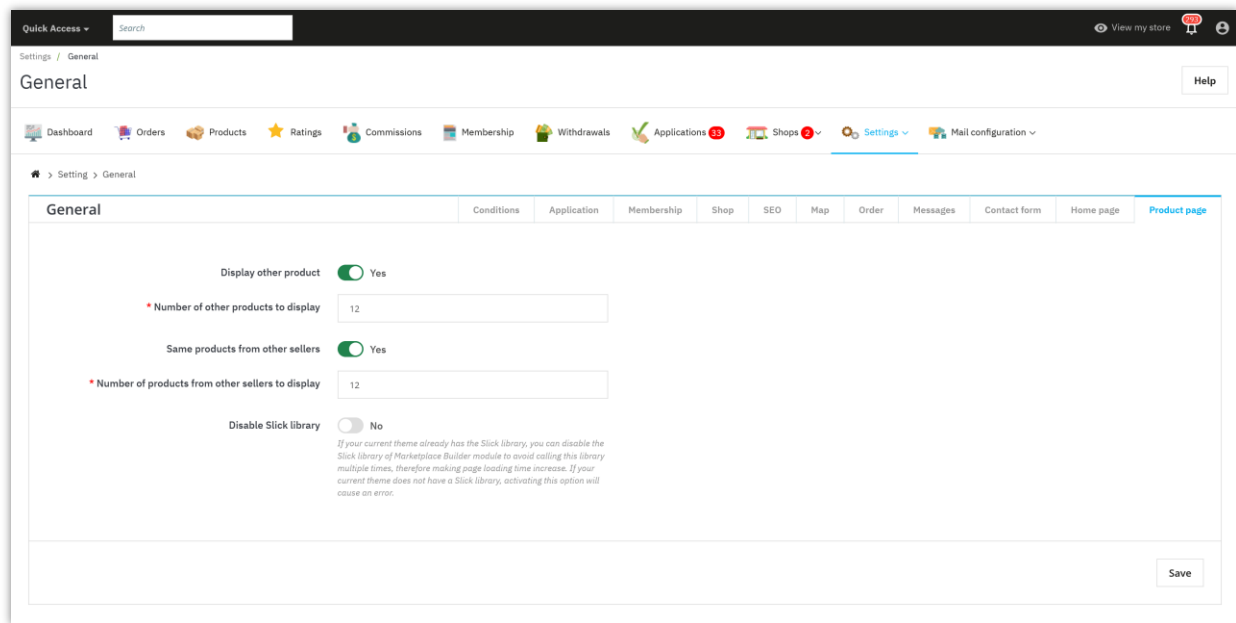 Quick Access
Search
View my store
293
Settings / General
General
Help
Dashboard
Orders
Products
Ratings
Commissions
Membership
Withdrawals
Applications 33
Shops 2
Settings
Mail configuration
> Setting > General
General
Conditions
Application
Membership
Shop
SEO
Map
Order
Messages
Contact form
Home page
Product page
Display other product
Yes
* Number of other products to display
12
Same products from other sellers
Yes
* Number of products from other sellers to display
12
Disable Slick library
No
If your current theme already has the Slick library, you can disable the
Slick library of Marketplace Builder module to avoid calling this library
multiple times, therefore making page loading time increase. If your
current theme does not have a Slick library, activating this option will
cause an error.
Save